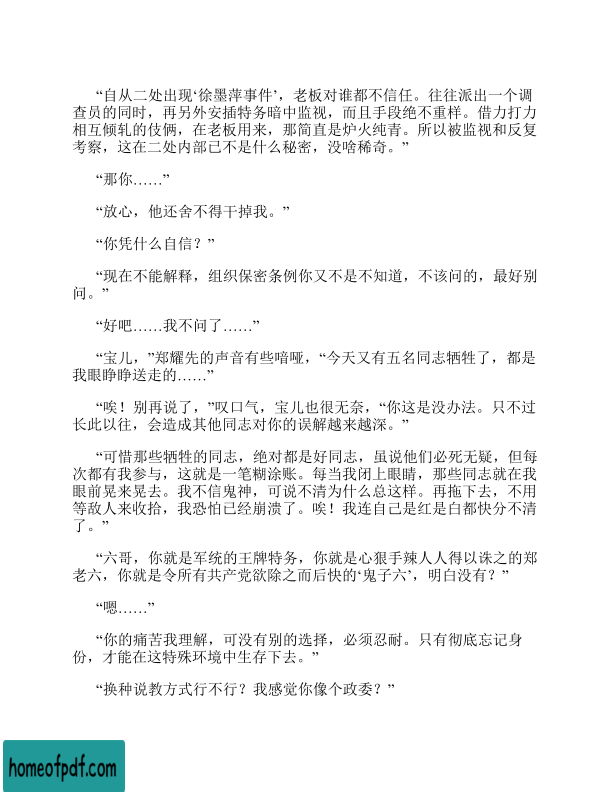 “自从二处出现‘徐墨萍事件’，老板对谁都不信任。往往派出一个调
查员的同时，再另外安插特务暗中监视，而且手段绝不重样。借力打力
相互倾轧的伎俩，在老板用来，那简直是炉火纯青。所以被监视和反复
考察，这在二处内部已不是什么秘密，没啥稀奇。”
“那你……”
“放心，他还舍不得干掉我。”
“你凭什么自信？”
“现在不能解释，组织保密条例你又不是不知道，不该问的，最好别
问。”
“好吧……我不问了……”
“宝儿，”郑耀先的声音有些喑哑，“今天又有五名同志牺牲了，都是
我眼睁睁送走的……”
“唉！别再说了，”叹口气，宝儿也很无奈，“你这是没办法。只不过
长此以往，会造成其他同志对你的误解越来越深。”
“可惜那些牺牲的同志，绝对都是好同志，虽说他们必死无疑，但每
次都有我参与，这就是一笔糊涂账。每当我闭上眼睛，那些同志就在我
眼前晃来晃去。我不信鬼神，可说不清为什么总这样。再拖下去，不用
等敌人来收拾，我恐怕已经崩溃了。唉！我连自己是红是白都快分不清
了。”
“六哥，你就是军统的王牌特务，你就是心狠手辣人人得以诛之的郑
老六，你就是令所有共产党欲除之而后快的‘鬼子六’，明白没有？”
“嗯……”
“你的痛苦我理解，可没有别的选择，必须忍耐。只有彻底忘记身
份，才能在这特殊环境中生存下去。”
“换种说教方式行不行？我感觉你像个政委？”
homeofpdf.com